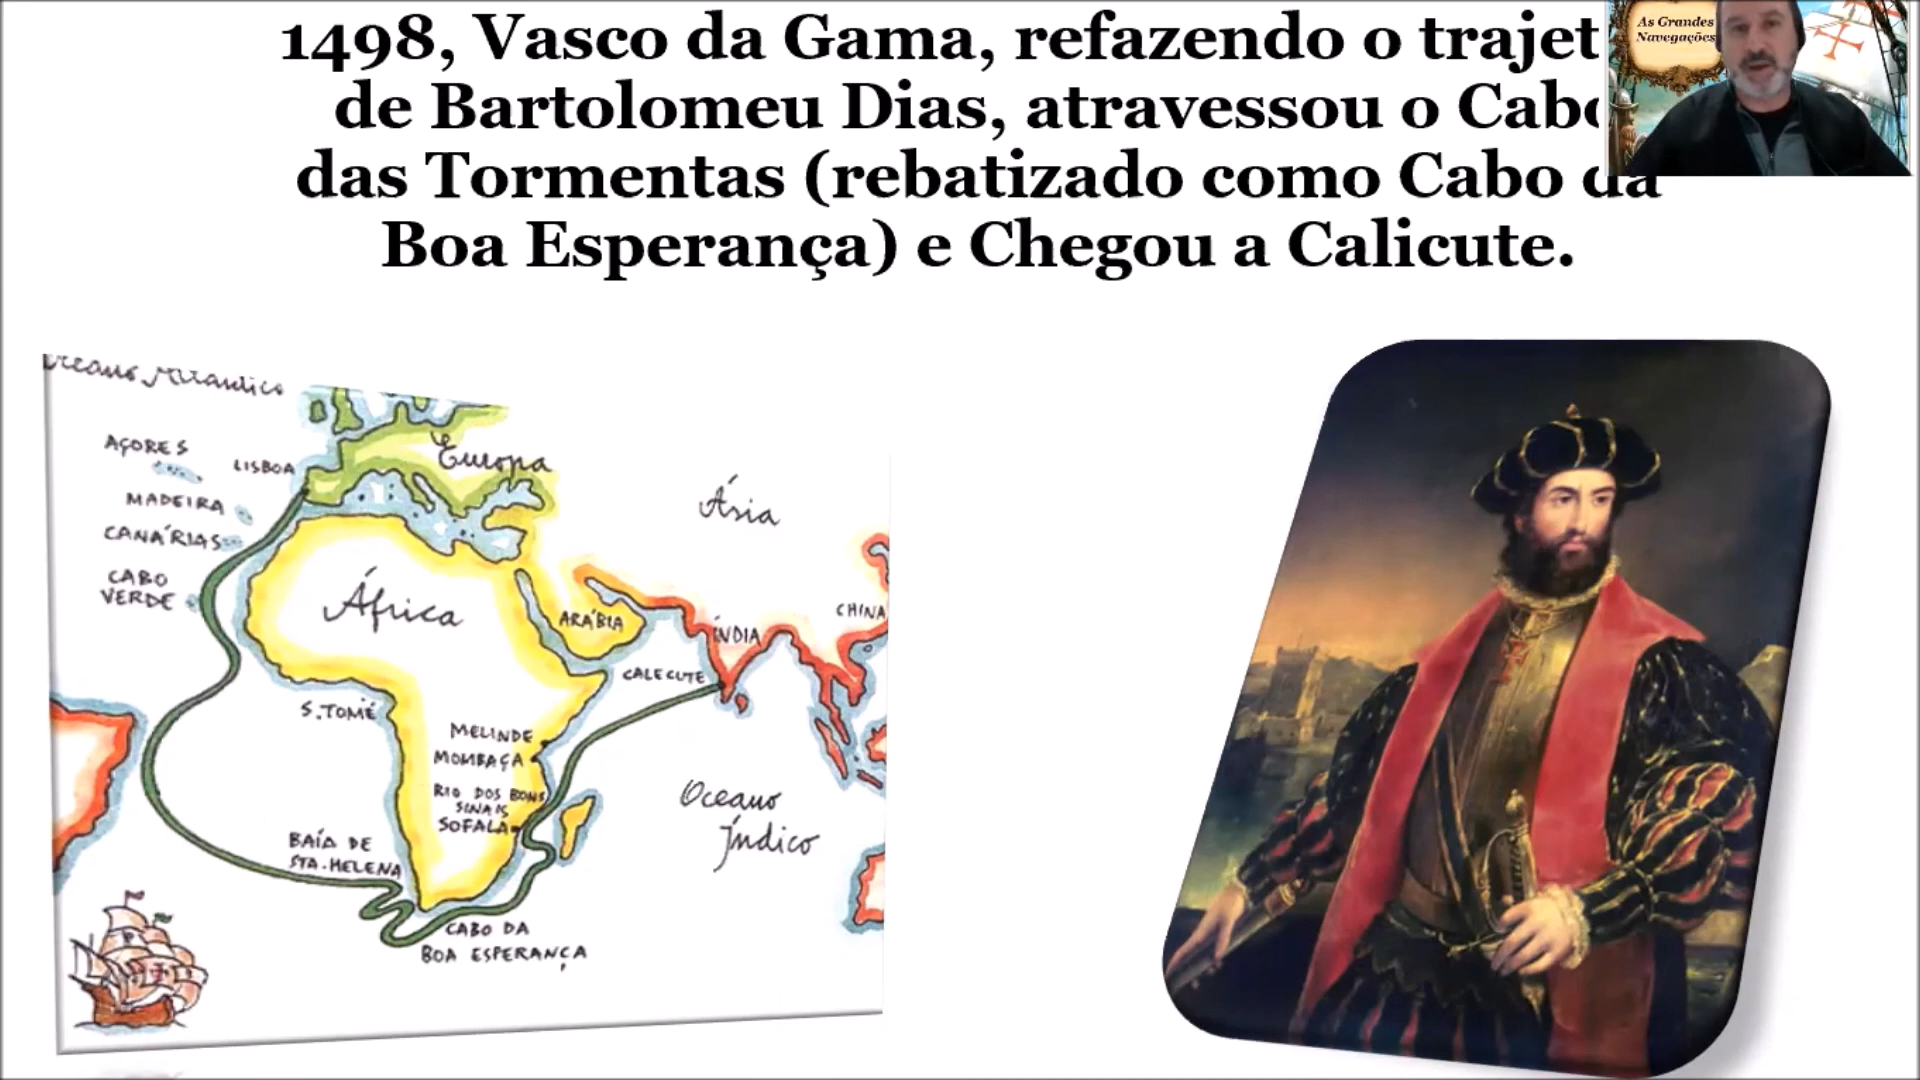 1498, Vasco da Gama, refazendo o trajet
de Bartolomeu Dias, atravessou o Cabo
das Tormentas (rebatizado como Cabo da
Boa Esperança) e Chegou a Calicute.
As Grandes
Navegações
Oceano Atlântico
AÇORES
LISBOA
Europa
MADEIRA
CANÁRIAS
CABO
VERDE
África
ARÁBIA
Ásia
ÍNDIA
CHINA
CALECUTE
S.TOMÉ
MELINDE
MOMBAÇA
RIO DOS BONS
SINAIS
SOFALA
Oceano
Índico
BAÍA DE
STA.HELENA
CABO DA
BOA ESPERANÇA